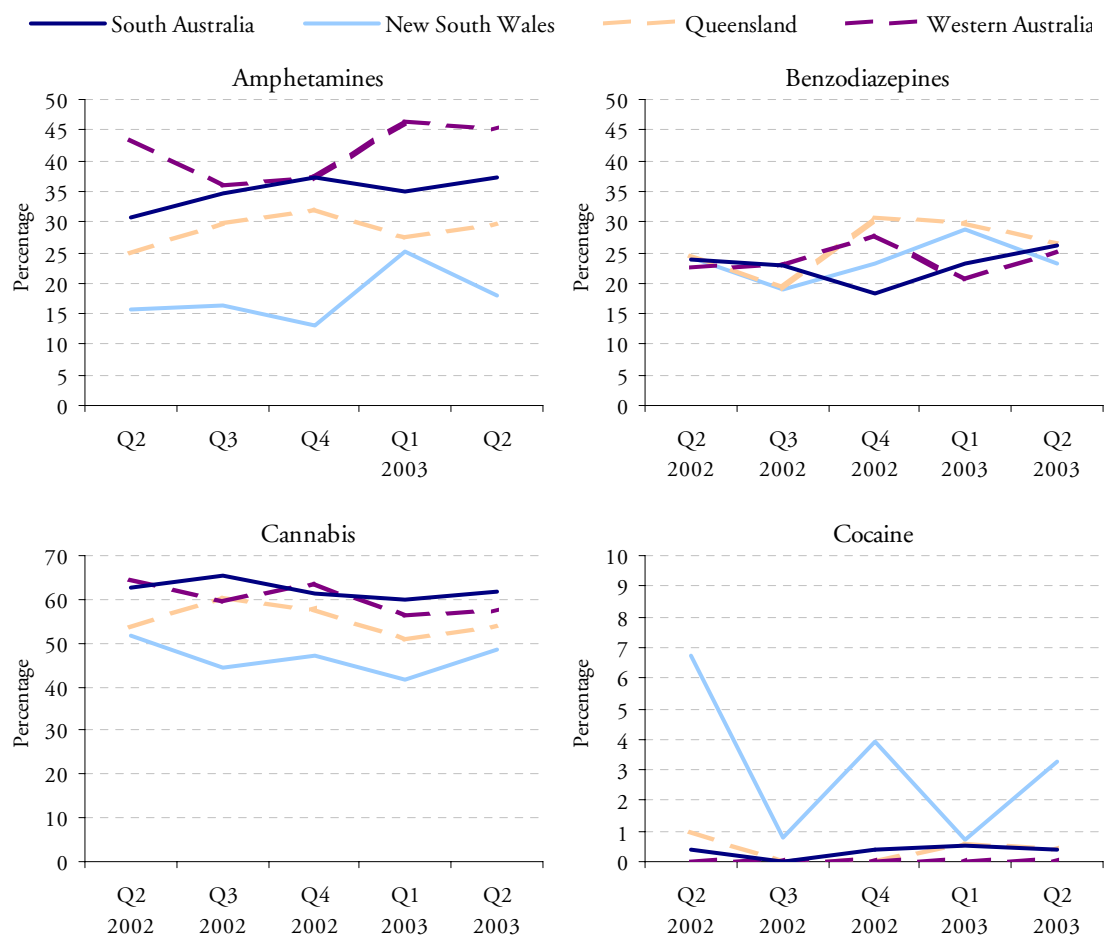 South Australia New South Wales Queensland Western Australia
Amphetamines
Percentage
50
45
40
35
30
25
20
15
10
5
0
Q2 Q3 Q4 Q1 Q2
2003
Benzodiazepines
Percentage
50
45
40
35
30
25
20
15
10
5
0
Q2 Q3 Q4 Q1 Q2
2002 2002 2002 2003 2003
Cannabis
Percentage
70
60
50
40
30
20
10
0
Q2 Q3 Q4 Q1 Q2
2002 2002 2002 2003 2003
Cocaine
Percentage
10
9
8
7
6
5
4
3
2
1
0
Q2 Q3 Q4 Q1 Q2
2002 2002 2002 2003 2003